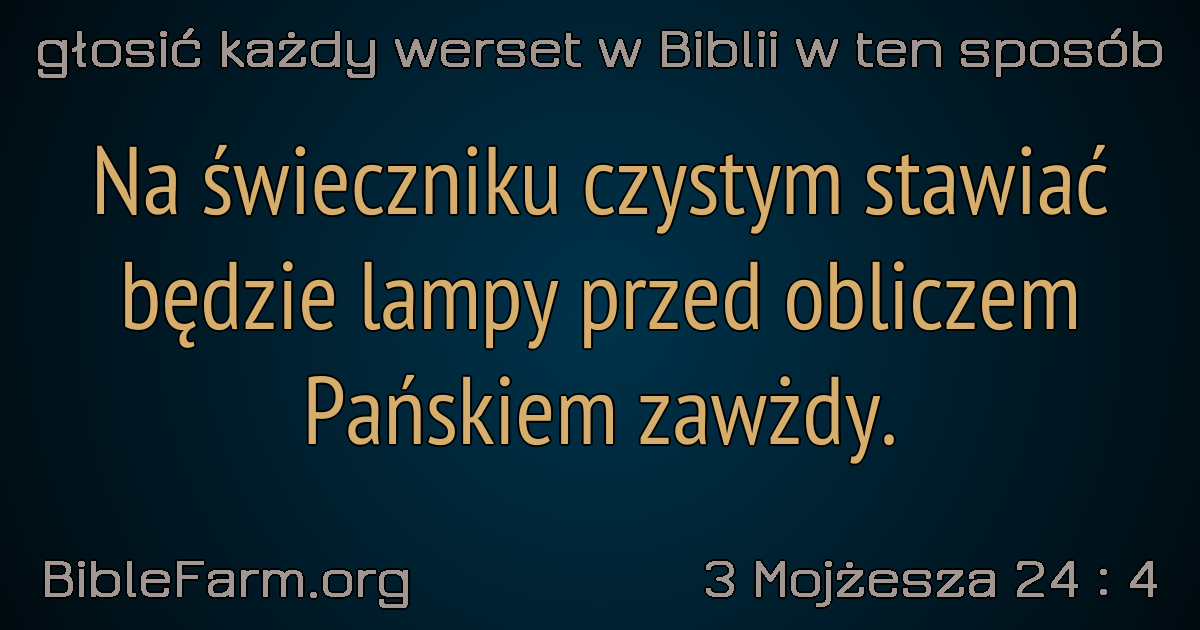 głosić każdy werset w Biblii w ten sposób
Na świeczniku czystym stawiać
będzie lampy przed obliczem
Pańskiem zawżdy.
BibleFarm.org
3 Mojżesza 24 : 4